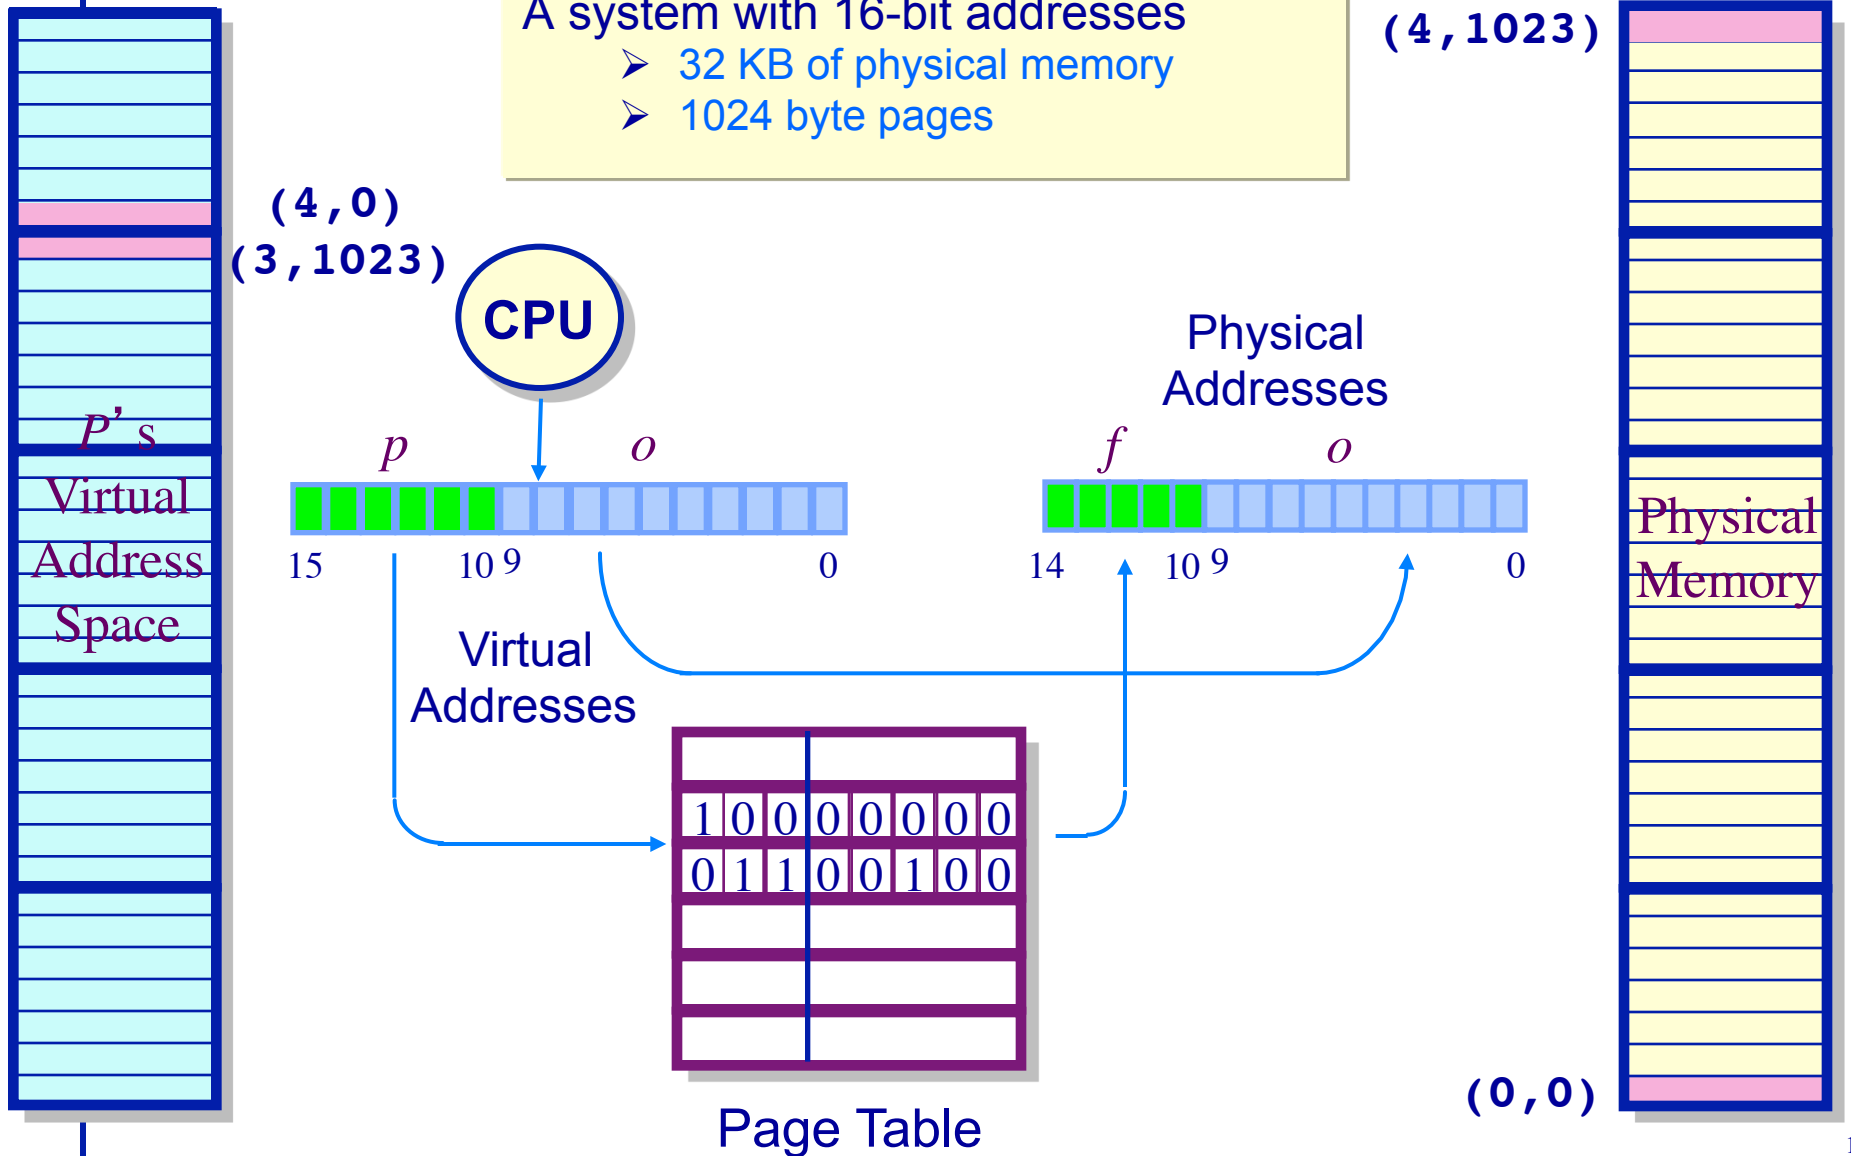 A system with 16-bit addresses
➢ 32 KB of physical memory
➢ 1024 byte pages
(4,1023)
(4,0)
(3,1023)
CPU
Physical
Addresses
P's
Virtual
Address
Space
p o
15 10 9 0
f o
14 10 9 0
Physical
Memory
Virtual
Addresses
1 0 0 0 0 0 0 0
0 1 1 0 0 1 0 0
(0,0)
Page Table